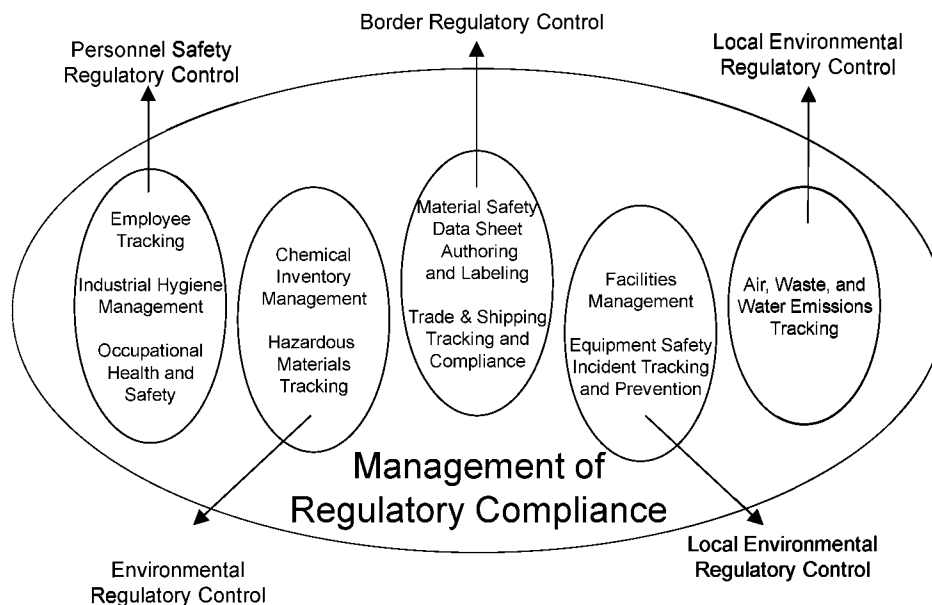 Border Regulatory Control
Personnel Safety
Regulatory Control
Local Environmental
Regulatory Control
Employee
Tracking
Industrial Hygiene
Management
Occupational
Health and
Safety
Chemical
Inventory
Management
Hazardous
Materials
Tracking
Material Safety
Data Sheet
Authoring
and Labeling
Trade & Shipping
Tracking and
Compliance
Facilities
Management
Equipment Safety
Incident Tracking
and Prevention
Air, Waste, and
Water Emissions
Tracking
Management of
Regulatory Compliance
Environmental
Regulatory Control
Local Environmental
Regulatory Control